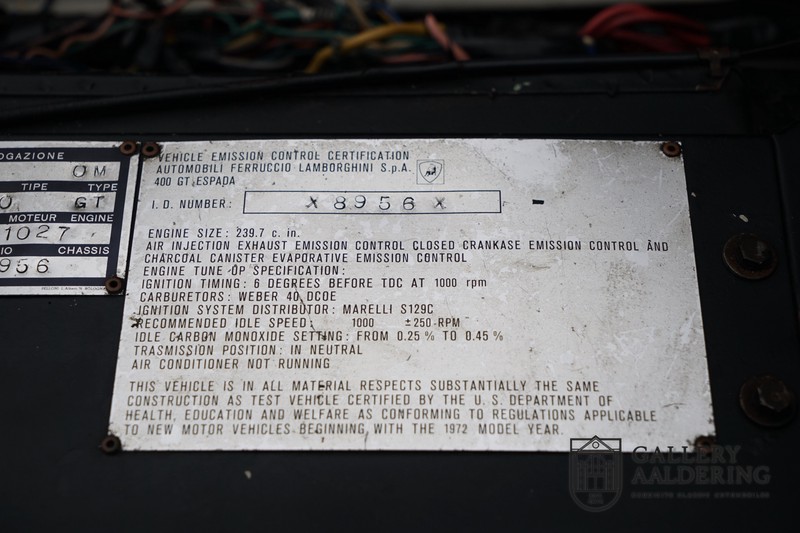 OGAZIONE
OM
TIPE TYPE
O GT
MOTEUR ENGINE
1027
IO CHASSIS
956
VEHICLE EMISSION CONTROL CERTIFICATION
AUTOMOBILI FERRUCCIO LAMBORGHINI S.p.A.
400 GT ESPADA
I.D. NUMBER: X 8956 X
ENGINE SIZE: 239.7 c. in.
AIR INJECTION EXHAUST EMISSION CONTROL CLOSED CRANKASE EMISSION CONTROL AND
CHARCOAL CANISTER EVAPORATIVE EMISSION CONTROL
ENGINE TUNE-UP SPECIFICATION:
IGNITION TIMING: 6 DEGREES BEFORE TDC AT 1000 rpm
CARBURETORS: WEBER 40 DCOE
IGNITION SYSTEM DISTRIBUTOR: MARELLI S129C
RECOMMENDED IDLE SPEED: 1000 ±250 RPM
IDLE CARBON MONOXIDE SETTING: FROM 0.25 % TO 0.45 %
TRASMISSION POSITION: IN NEUTRAL
AIR CONDITIONER NOT RUNNING
THIS VEHICLE IS IN ALL MATERIAL RESPECTS SUBSTANTIALLY THE SAME
CONSTRUCTION AS TEST VEHICLE CERTIFIED BY THE U. S. DEPARTMENT OF
HEALTH, EDUCATION AND WELFARE AS CONFORMING TO REGULATIONS APPLICABLE
TO NEW MOTOR VEHICLES BEGINNING WITH THE 1972 MODEL YEAR.
GALLERY
AALDERING